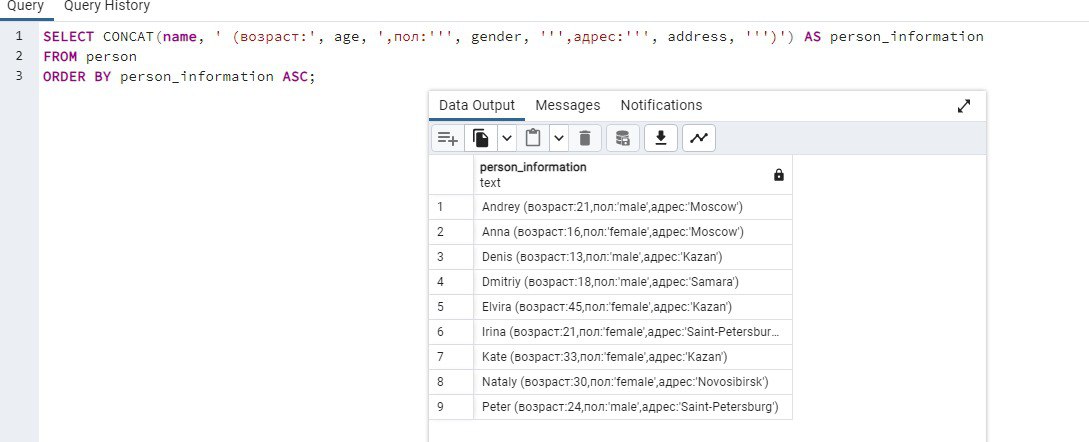 Query Query History
1 SELECT CONCAT(name, ' (возраст:', age, ',пол:''', gender, ''',адрес:''', address, ''')') AS person_information
2 FROM person
3 ORDER BY person_information ASC;
Data Output Messages Notifications
person_information
text
1 Andrey (возраст:21,пол:'male',адрес:'Moscow')
2 Anna (возраст:16,пол:'female',адрес:'Moscow')
3 Denis (возраст:13,пол:'male',адрес:'Kazan')
4 Dmitriy (возраст:18,пол:'male',адрес:'Samara')
5 Elvira (возраст:45,пол:'female',адрес:'Kazan')
6 Irina (возраст:21,пол:'female',адрес:'Saint-Petersbur...
7 Kate (возраст:33,пол:'female',адрес:'Kazan')
8 Nataly (возраст:30,пол:'female',адрес:'Novosibirsk')
9 Peter (возраст:24,пол:'male',адрес:'Saint-Petersburg')